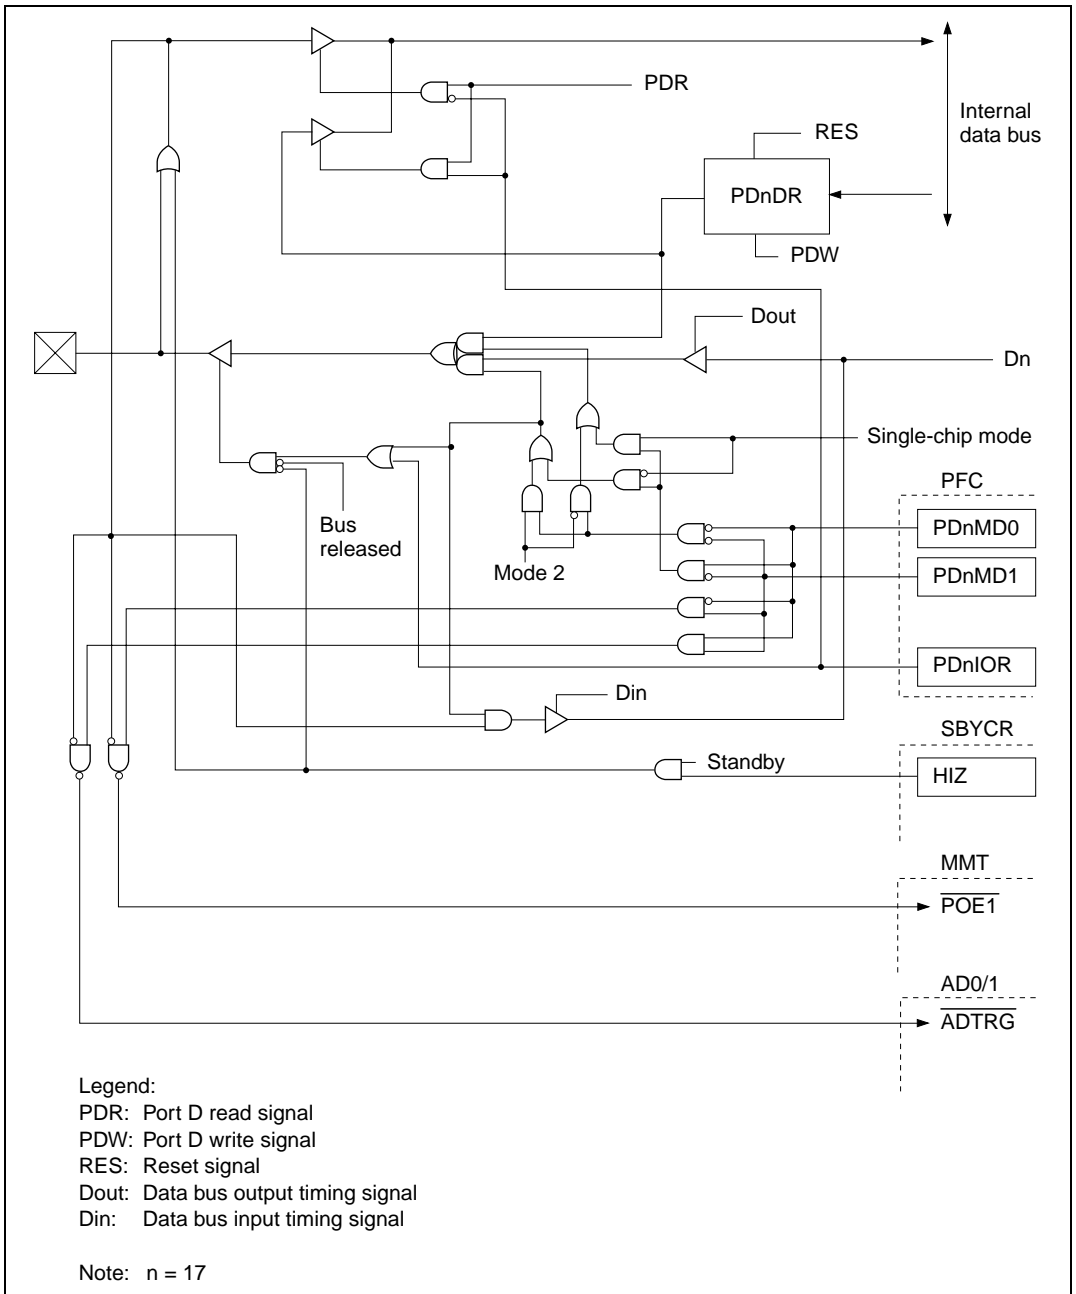 PDR
Internal
data bus
RES
PDnDR
PDW
Dout
Dn
Single-chip mode
PFC
Bus
released
Mode 2
PDnMD0
PDnMD1
PDnIOR
Din
SBYCR
Standby
HIZ
MMT
POE1
AD0/1
ADTRG
Legend:
PDR: Port D read signal
PDW: Port D write signal
RES: Reset signal
Dout: Data bus output timing signal
Din: Data bus input timing signal
Note: n = 17